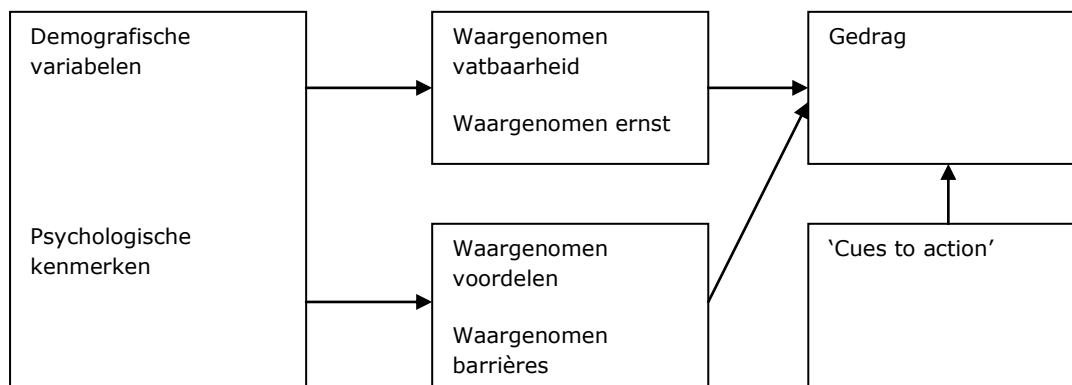 Demografische
variabelen
Psychologische
kenmerken
Waargenomen
vatbaarheid
Waargenomen ernst
Waargenomen
voordelen
Waargenomen
barrières
Gedrag
‘Cues to action’